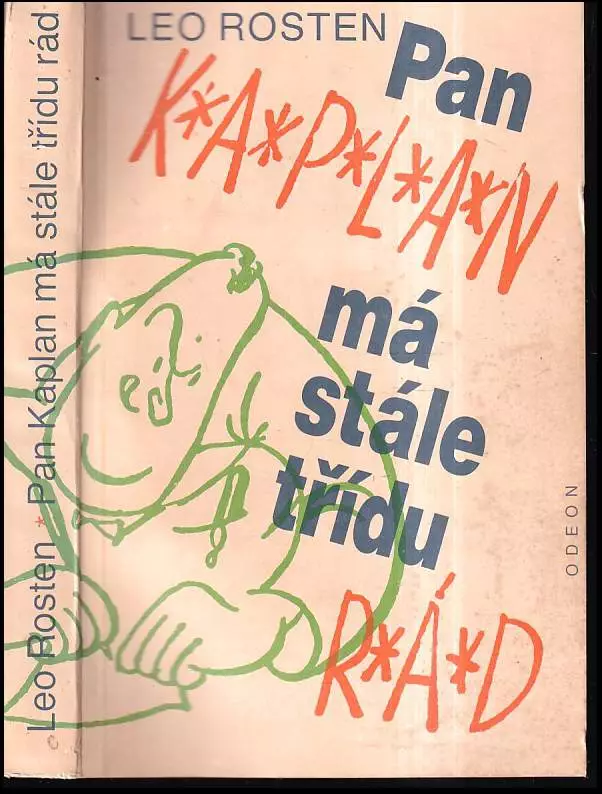 Leo Rosten * Pan Kaplan má stále třídu rád
LEO ROSTEN
Pan
K*A*P*L*A*N
má
stále
třídu
R*Á*D
ODEON